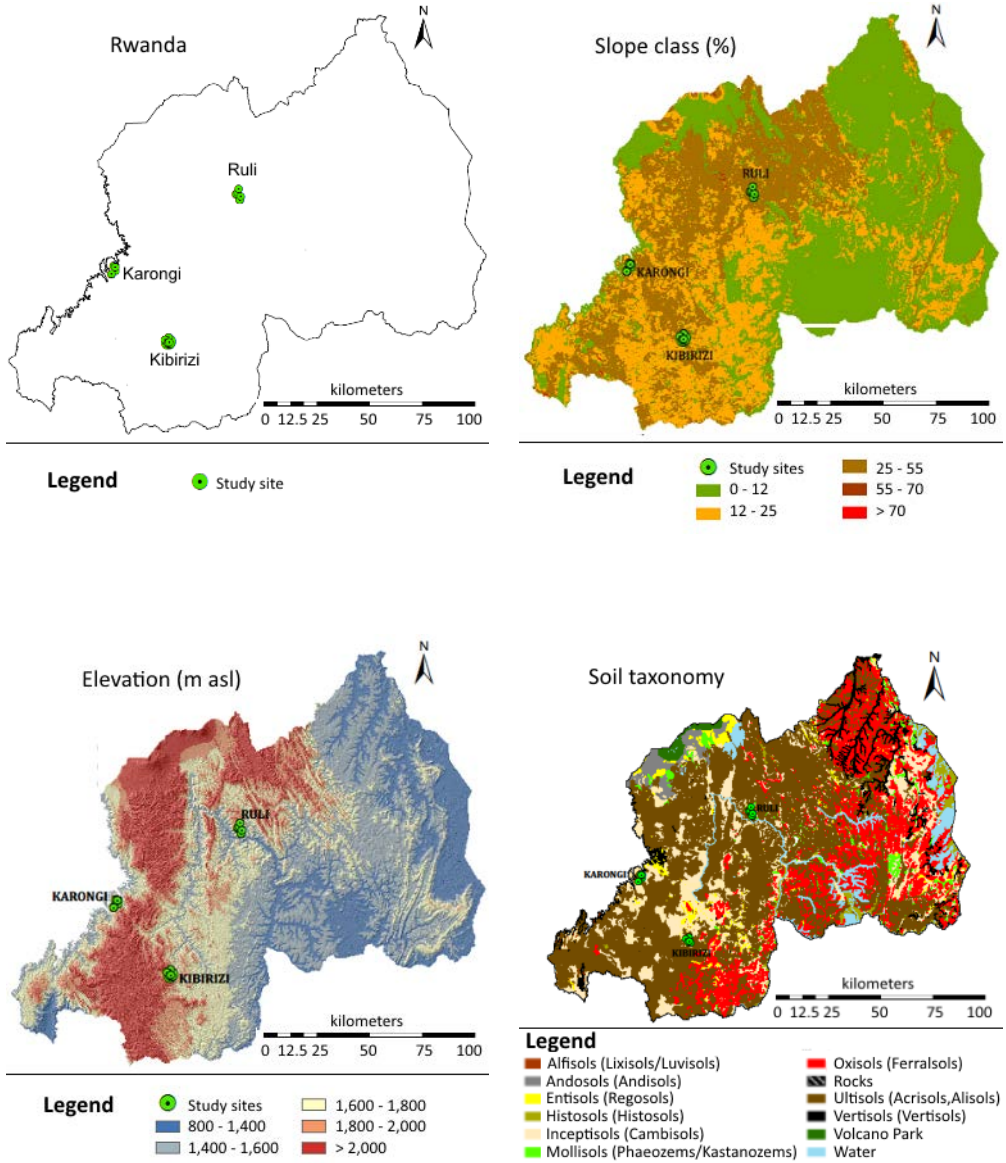 Rwanda
N
Ruli
Karongi
Kibirizi
kilometers
0 12.5 25 50 75 100
Legend
Study site
Slope class (%)
N
RULI
KARONGI
KIBIRIZI
kilometers
0 12.5 25 50 75 100
Legend
Study sites
0 - 12
12 - 25
25 - 55
55 - 70
> 70
Elevation (m asl)
N
RULI
KARONGI
KIBIRIZI
kilometers
0 12.5 25 50 75 100
Legend
Study sites
800 - 1,400
1,400 - 1,600
1,600 - 1,800
1,800 - 2,000
> 2,000
Soil taxonomy
N
RULI
KARONGI
KIBIRIZI
kilometers
0 12.5 25 50 75 100
Legend
Alfisols (Lixisols/Luvisols)
Andosols (Andisols)
Entisols (Regosols)
Histosols (Histosols)
Inceptisols (Cambisols)
Mollisols (Phaeozems/Kastanozems)
Oxisols (Ferralsols)
Rocks
Ultisols (Acrisols,Alisols)
Vertisols (Vertisols)
Volcano Park
Water